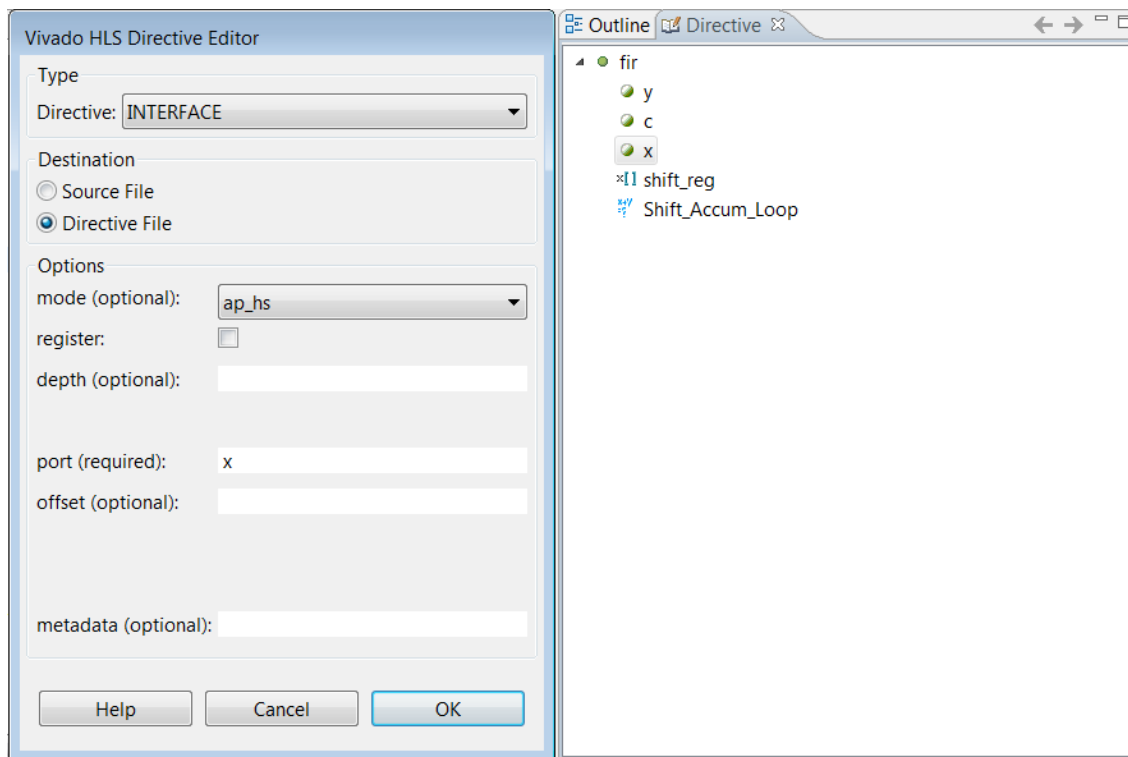 Vivado HLS Directive Editor
Type
Directive: INTERFACE
Destination
Source File
Directive File
Options
mode (optional): ap_hs
register:
depth (optional):
port (required): x
offset (optional):
metadata (optional):
Help Cancel OK
Outline Directive
fir
y
c
x
x[] shift_reg
Shift_Accum_Loop